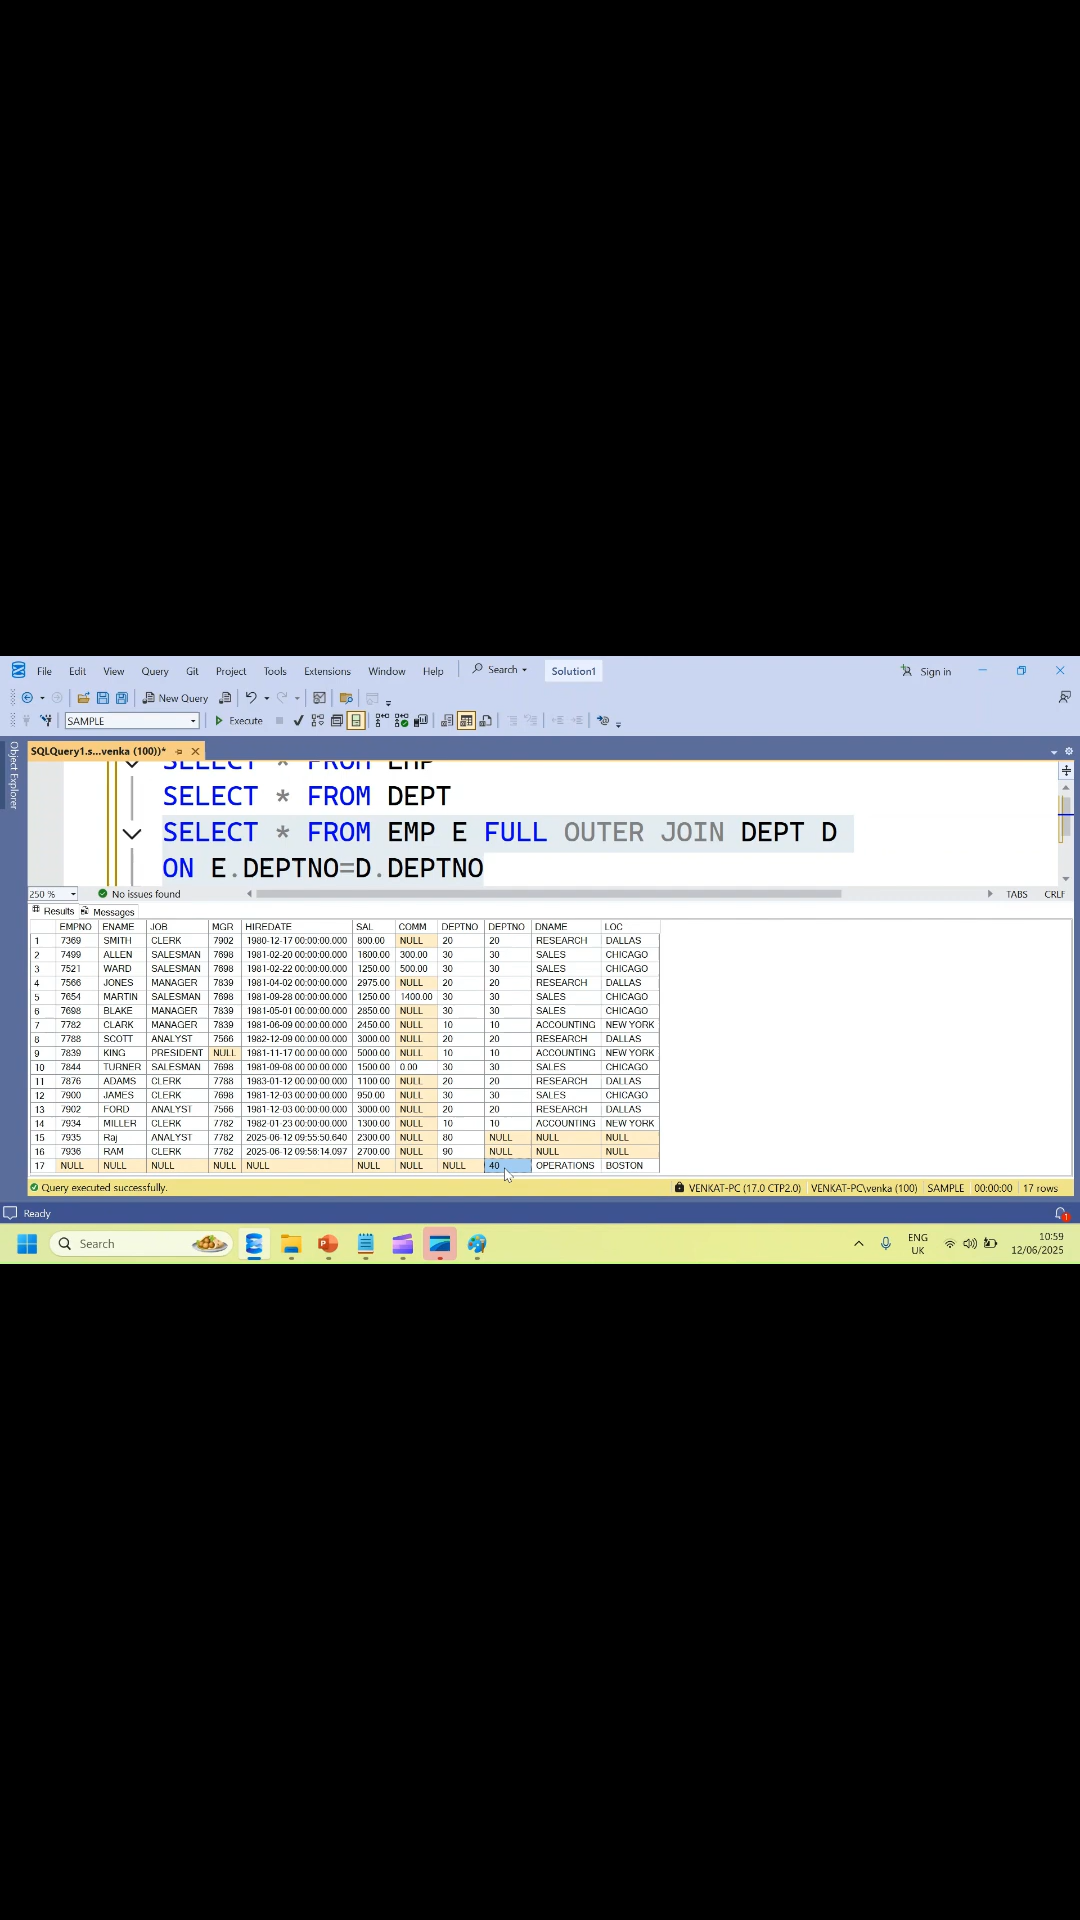 File Edit View Query Git Project Tools Extensions Window Help Search Solution1 Sign in
New Query
SAMPLE Execute
SQLQuery1.s...venka (100))*
Object Explorer
SELECT * FROM EMP
SELECT * FROM DEPT
SELECT * FROM EMP E FULL OUTER JOIN DEPT D
ON E.DEPTNO=D.DEPTNO
250 % No issues found TABS CRLF
Results Messages
EMPNO ENAME JOB MGR HIREDATE SAL COMM DEPTNO DEPTNO DNAME LOC
1 7369 SMITH CLERK 7902 1980-12-17 00:00:00.000 800.00 NULL 20 20 RESEARCH DALLAS
2 7499 ALLEN SALESMAN 7698 1981-02-20 00:00:00.000 1600.00 300.00 30 30 SALES CHICAGO
3 7521 WARD SALESMAN 7698 1981-02-22 00:00:00.000 1250.00 500.00 30 30 SALES CHICAGO
4 7566 JONES MANAGER 7839 1981-04-02 00:00:00.000 2975.00 NULL 20 20 RESEARCH DALLAS
5 7654 MARTIN SALESMAN 7698 1981-09-28 00:00:00.000 1250.00 1400.00 30 30 SALES CHICAGO
6 7698 BLAKE MANAGER 7839 1981-05-01 00:00:00.000 2850.00 NULL 30 30 SALES CHICAGO
7 7782 CLARK MANAGER 7839 1981-06-09 00:00:00.000 2450.00 NULL 10 10 ACCOUNTING NEW YORK
8 7788 SCOTT ANALYST 7566 1982-12-09 00:00:00.000 3000.00 NULL 20 20 RESEARCH DALLAS
9 7839 KING PRESIDENT NULL 1981-11-17 00:00:00.000 5000.00 NULL 10 10 ACCOUNTING NEW YORK
10 7844 TURNER SALESMAN 7698 1981-09-08 00:00:00.000 1500.00 0.00 30 30 SALES CHICAGO
11 7876 ADAMS CLERK 7788 1983-01-12 00:00:00.000 1100.00 NULL 20 20 RESEARCH DALLAS
12 7900 JAMES CLERK 7698 1981-12-03 00:00:00.000 950.00 NULL 30 30 SALES CHICAGO
13 7902 FORD ANALYST 7566 1981-12-03 00:00:00.000 3000.00 NULL 20 20 RESEARCH DALLAS
14 7934 MILLER CLERK 7782 1982-01-23 00:00:00.000 1300.00 NULL 10 10 ACCOUNTING NEW YORK
15 7935 Raj ANALYST 7782 2025-06-12 09:55:50.640 2300.00 NULL 80 NULL NULL NULL
16 7936 RAM CLERK 7782 2025-06-12 09:56:14.097 2700.00 NULL 90 NULL NULL NULL
17 NULL NULL NULL NULL NULL NULL NULL NULL 40 OPERATIONS BOSTON
Query executed successfully. VENKAT-PC (17.0 CTP2.0) VENKAT-PC\venka (100) SAMPLE 00:00:00 17 rows
Ready 1
Search ENG 10:59
UK 12/06/2025